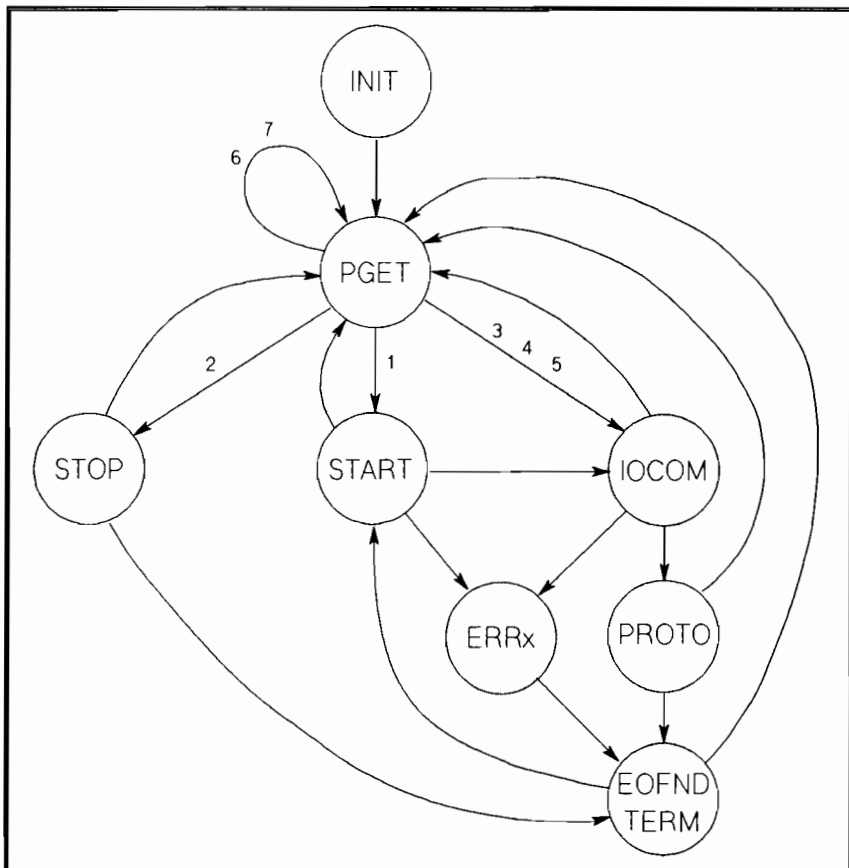 INIT
7
6
PGET
3
4
5
2
1
STOP
START
IOCOM
ERRx
PROTO
EOFND
TERM